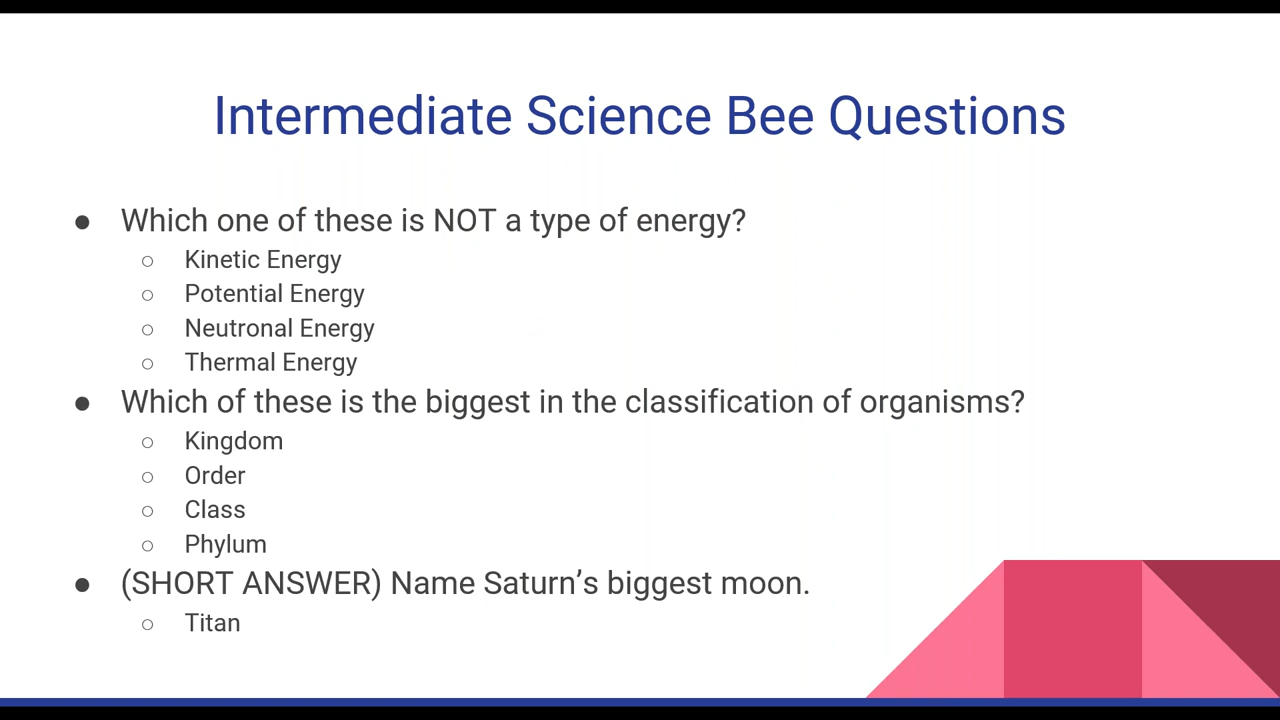 Intermediate Science Bee Questions
● Which one of these is NOT a type of energy?
○ Kinetic Energy
○ Potential Energy
○ Neutronal Energy
○ Thermal Energy
● Which of these is the biggest in the classification of organisms?
○ Kingdom
○ Order
○ Class
○ Phylum
● (SHORT ANSWER) Name Saturn’s biggest moon.
○ Titan